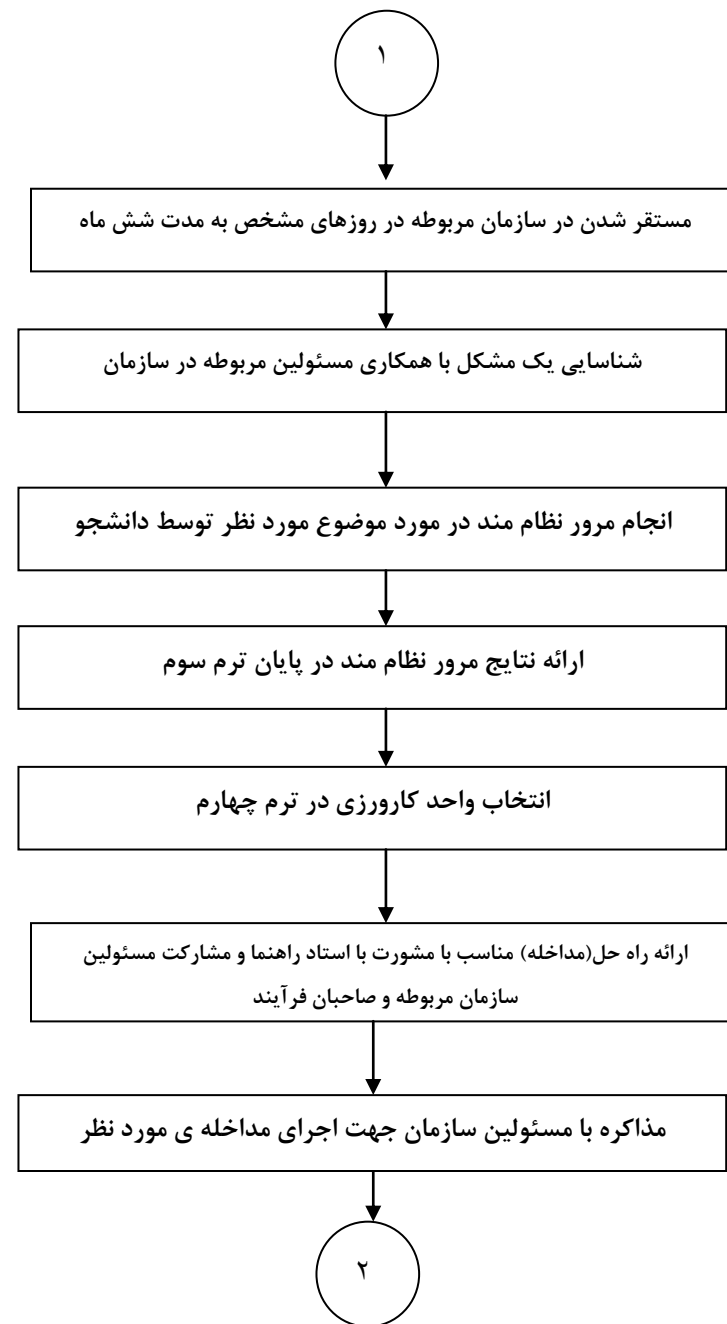 ۱
مستقر شدن در سازمان مربوطه در روزهای مشخص به مدت شش ماه
شناسایی یک مشکل با همکاری مسئولین مربوطه در سازمان
انجام مرور نظام مند در مورد موضوع مورد نظر توسط دانشجو
ارائه نتایج مرور نظام مند در پایان ترم سوم
انتخاب واحد کارورزی در ترم چهارم
ارائه راه حل(مداخله) مناسب با مشورت با استاد راهنما و مشارکت مسئولین
سازمان مربوطه و صاحبان فرآیند
مذاکره با مسئولین سازمان جهت اجرای مداخله ی مورد نظر
۲